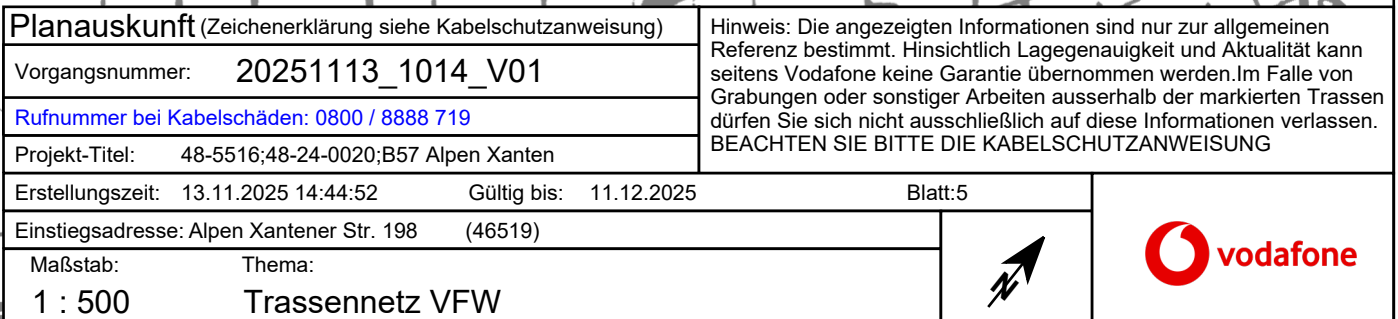 Planauskunft (Zeichenerklärung siehe Kabelschutzanweisung)
Vorgangsnummer: 20251113_1014_V01
Rufnummer bei Kabelschäden: 0800 / 8888 719
Projekt-Titel: 48-5516;48-24-0020;B57 Alpen Xanten
Hinweis: Die angezeigten Informationen sind nur zur allgemeinen
Referenz bestimmt. Hinsichtlich Lagegenauigkeit und Aktualität kann
seitens Vodafone keine Garantie übernommen werden.Im Falle von
Grabungen oder sonstiger Arbeiten ausserhalb der markierten Trassen
dürfen Sie sich nicht ausschließlich auf diese Informationen verlassen.
BEACHTEN SIE BITTE DIE KABELSCHUTZANWEISUNG
Erstellungszeit: 13.11.2025 14:44:52 Gültig bis: 11.12.2025 Blatt:5
Einstiegsadresse: Alpen Xantener Str. 198 (46519)
Maßstab: Thema:
1 : 500 Trassennetz VFW
N
vodafone